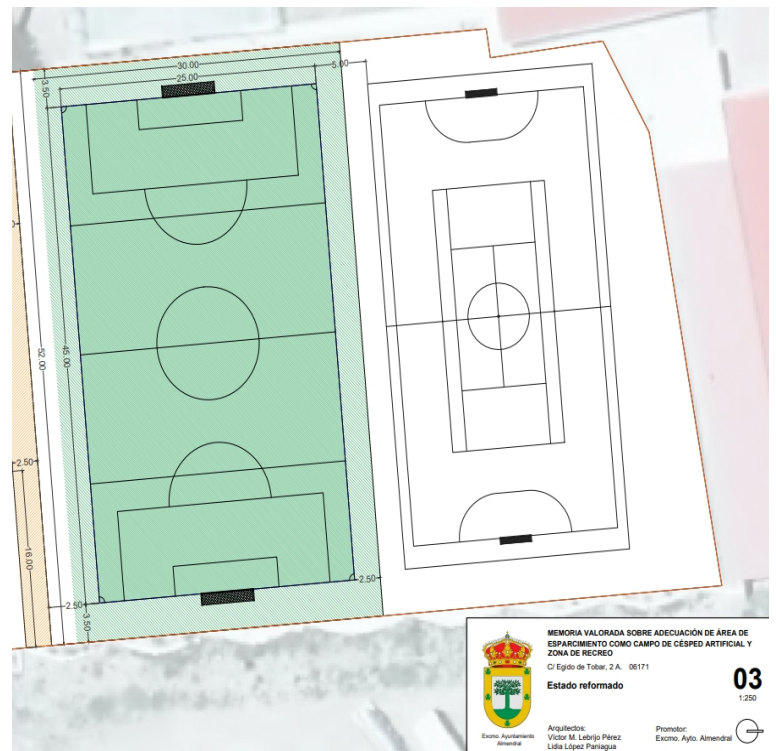 30.00
25.00
5.00
3.50
52.00
45.00
2.50
16.00
2.50
2.50
3.50
MEMORIA VALORADA SOBRE ADECUACIÓN DE ÁREA DE
ESPARCIMIENTO COMO CAMPO DE CÉSPED ARTIFICIAL Y
ZONA DE RECREO
C/ Egido de Tobar, 2 A. 06171
Estado reformado
03
1:250
Excmo. Ayuntamiento
Almendral
Arquitectos:
Víctor M. Lebrijo Pérez
Lidia López Paniagua
Promotor:
Excmo. Ayto. Almendral